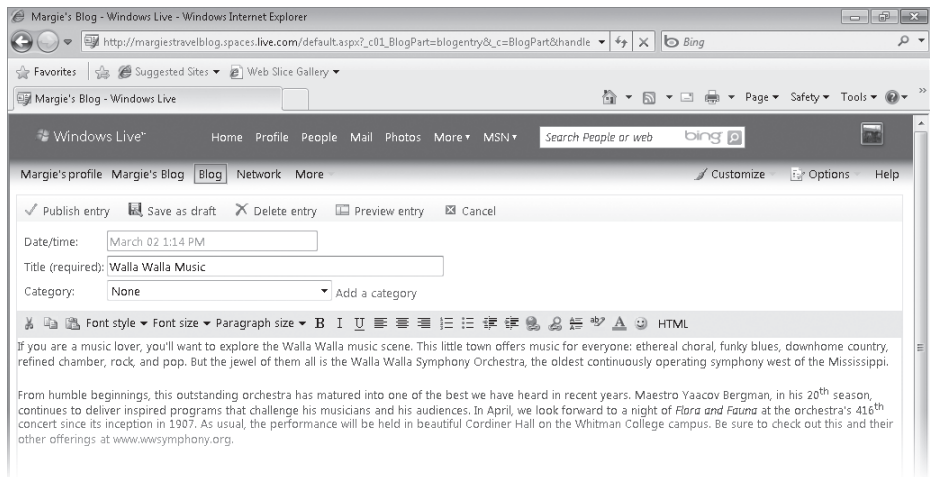 Margie's Blog - Windows Live - Windows Internet Explorer
http://margiestravelblog.spaces.live.com/default.aspx?_c01_BlogPart=blogentry&_c=BlogPart&handle
Bing
Favorites Suggested Sites Web Slice Gallery
Margie's Blog - Windows Live
Page Safety Tools
Windows Live™ Home Profile People Mail Photos More MSN Search People or web bing
Margie's profile Margie's Blog Blog Network More Customize Options Help
Publish entry Save as draft Delete entry Preview entry Cancel
Date/time: March 02 1:14 PM
Title (required): Walla Walla Music
Category: None Add a category
Font style Font size Paragraph size B I U HTML
If you are a music lover, you'll want to explore the Walla Walla music scene. This little town offers music for everyone: ethereal choral, funky blues, downhome country,
refined chamber, rock, and pop. But the jewel of them all is the Walla Walla Symphony Orchestra, the oldest continuously operating symphony west of the Mississippi.
From humble beginnings, this outstanding orchestra has matured into one of the best we have heard in recent years. Maestro Yaacov Bergman, in his 20th season,
continues to deliver inspired programs that challenge his musicians and his audiences. In April, we look forward to a night of Flora and Fauna at the orchestra's 416th
concert since its inception in 1907. As usual, the performance will be held in beautiful Cordiner Hall on the Whitman College campus. Be sure to check out this and their
other offerings at www.wwsymphony.org.